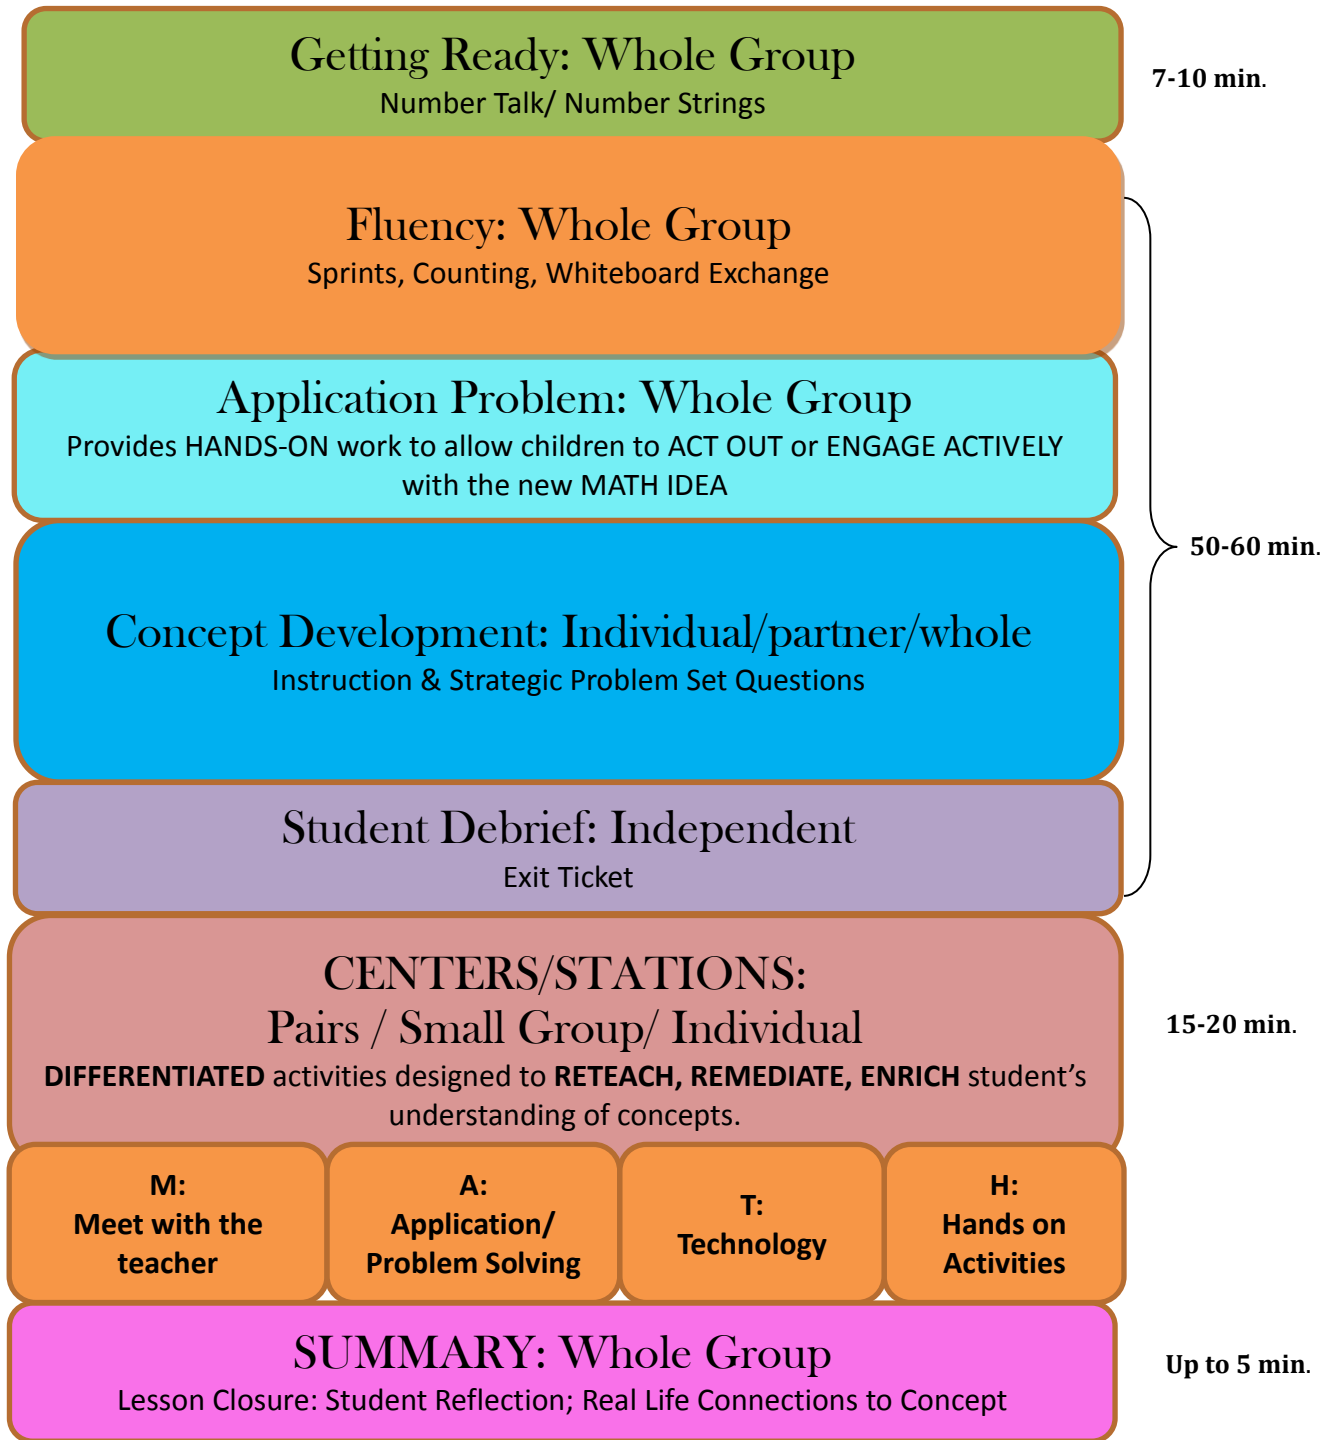 Getting Ready: Whole Group
Number Talk/ Number Strings
7-10 min.
Fluency: Whole Group
Sprints, Counting, Whiteboard Exchange
Application Problem: Whole Group
Provides HANDS-ON work to allow children to ACT OUT or ENGAGE ACTIVELY
with the new MATH IDEA
50-60 min.
Concept Development: Individual/partner/whole
Instruction & Strategic Problem Set Questions
Student Debrief: Independent
Exit Ticket
CENTERS/STATIONS:
Pairs / Small Group/ Individual
15-20 min.
DIFFERENTIATED activities designed to RETEACH, REMEDIATE, ENRICH student’s
understanding of concepts.
M:
Meet with the
teacher
A:
Application/
Problem Solving
T:
Technology
H:
Hands on
Activities
SUMMARY: Whole Group
Lesson Closure: Student Reflection; Real Life Connections to Concept
Up to 5 min.